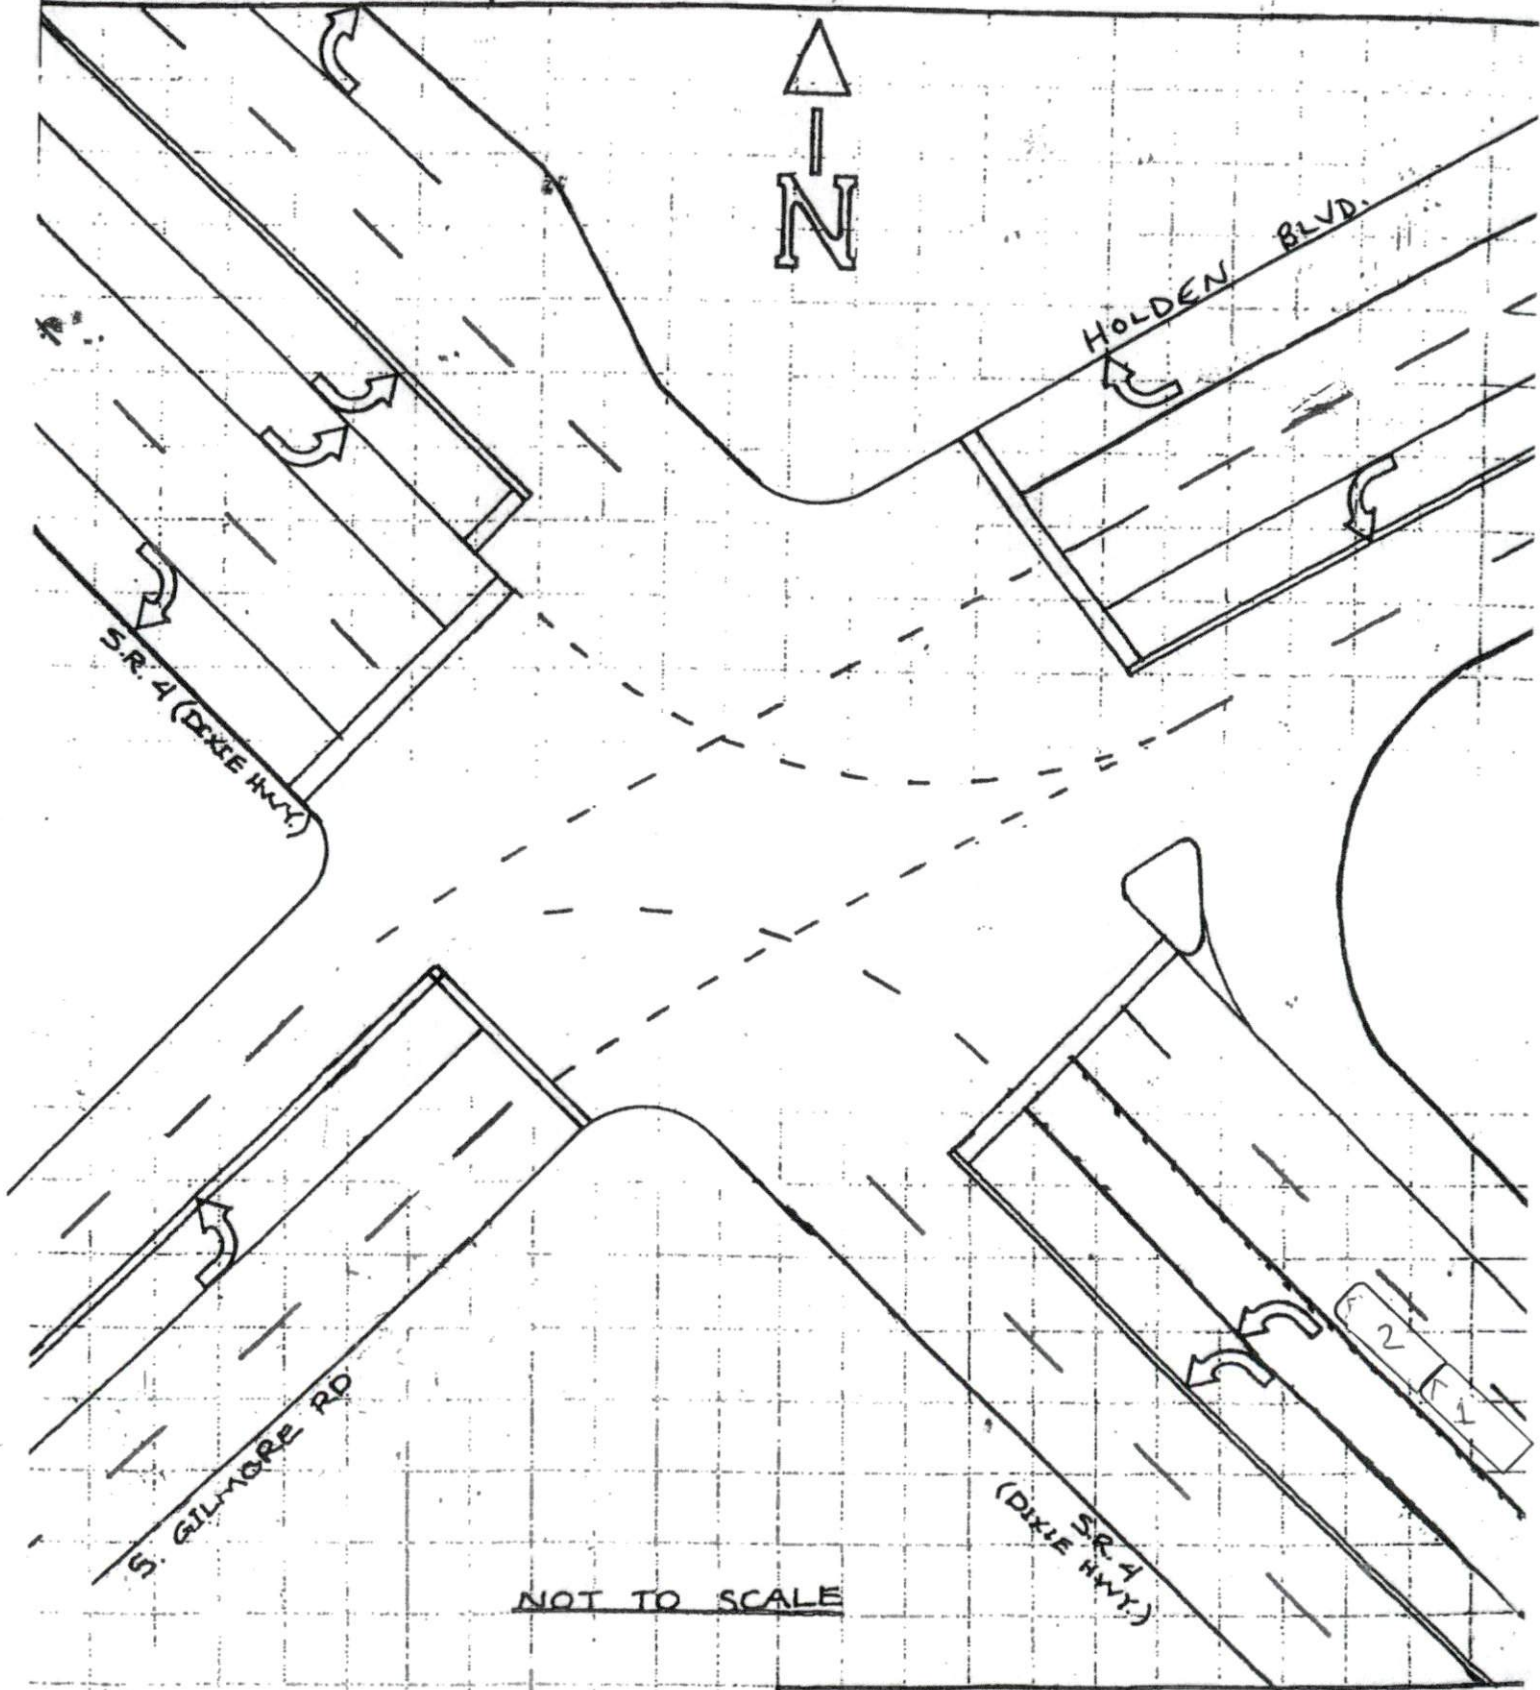 N
HOLDEN BLVD.
S.R. 4 (DIXIE HWY.)
2
1
S. GILMORE RD
S.R. 4
(DIXIE HWY.)
NOT TO SCALE